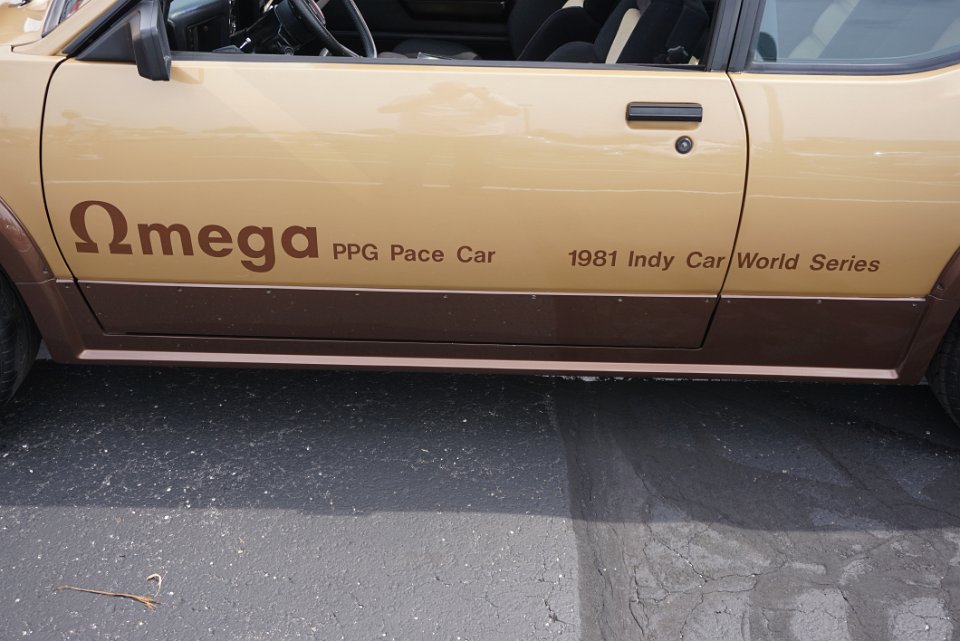 Ωmega PPG Pace Car 1981 Indy Car World Series